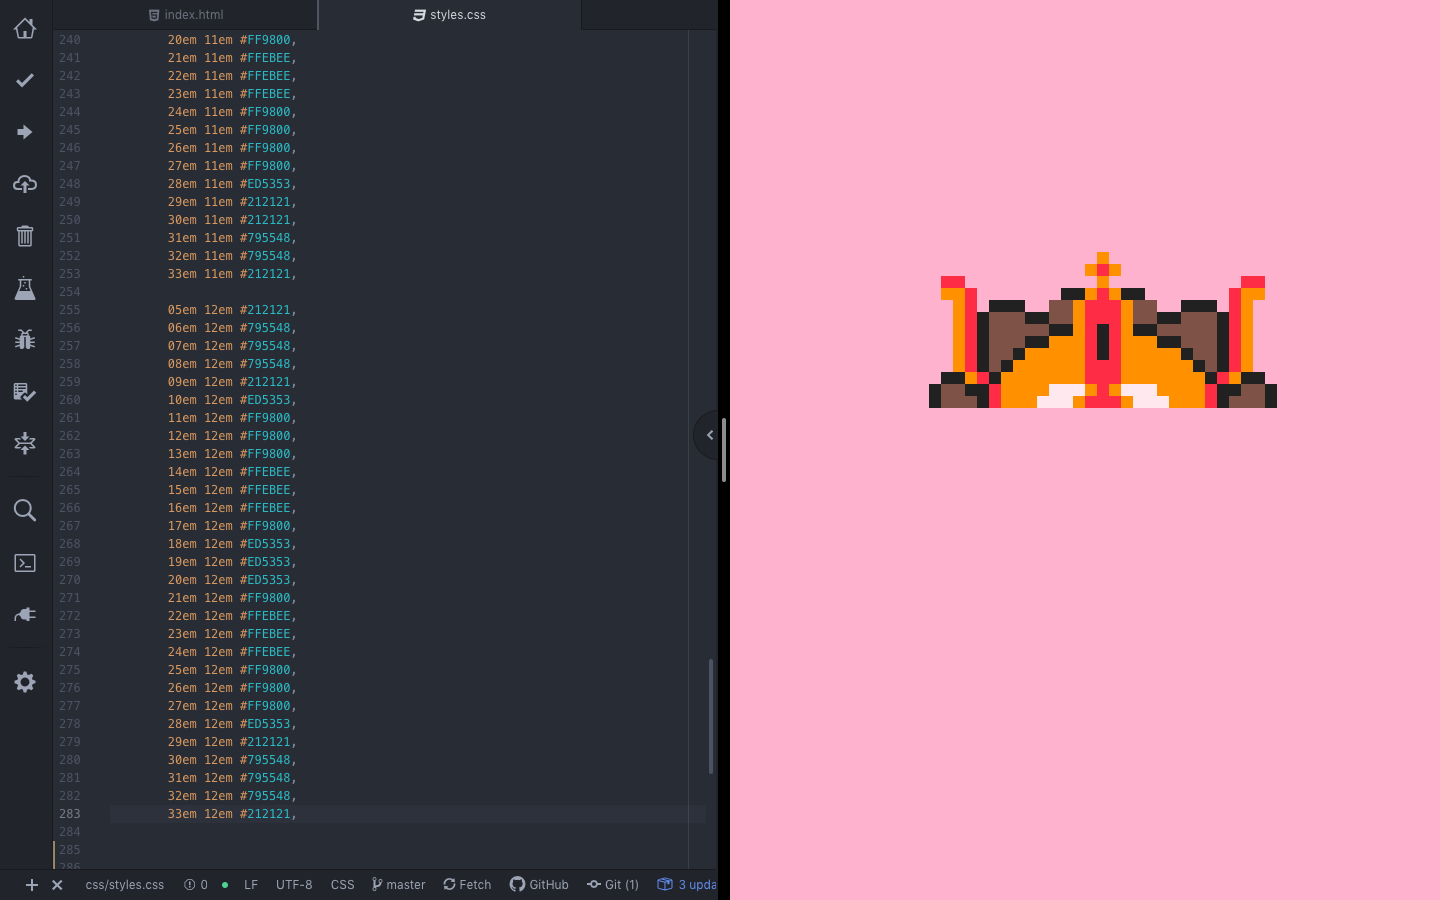 index.html
styles.css
240 20em 11em #FF9800,
241 21em 11em #FFEBEE,
242 22em 11em #FFEBEE,
243 23em 11em #FFEBEE,
244 24em 11em #FF9800,
245 25em 11em #FF9800,
246 26em 11em #FF9800,
247 27em 11em #FF9800,
248 28em 11em #ED5353,
249 29em 11em #212121,
250 30em 11em #212121,
251 31em 11em #795548,
252 32em 11em #795548,
253 33em 11em #212121,
254
255 05em 12em #212121,
256 06em 12em #795548,
257 07em 12em #795548,
258 08em 12em #795548,
259 09em 12em #212121,
260 10em 12em #ED5353,
261 11em 12em #FF9800,
262 12em 12em #FF9800,
263 13em 12em #FF9800,
264 14em 12em #FFEBEE,
265 15em 12em #FFEBEE,
266 16em 12em #FFEBEE,
267 17em 12em #FF9800,
268 18em 12em #ED5353,
269 19em 12em #ED5353,
270 20em 12em #ED5353,
271 21em 12em #FF9800,
272 22em 12em #FFEBEE,
273 23em 12em #FFEBEE,
274 24em 12em #FFEBEE,
275 25em 12em #FF9800,
276 26em 12em #FF9800,
277 27em 12em #FF9800,
278 28em 12em #ED5353,
279 29em 12em #212121,
280 30em 12em #795548,
281 31em 12em #795548,
282 32em 12em #795548,
283 33em 12em #212121,
284
285
286
css/styles.css 0 LF UTF-8 CSS master Fetch GitHub Git (1) 3 upda